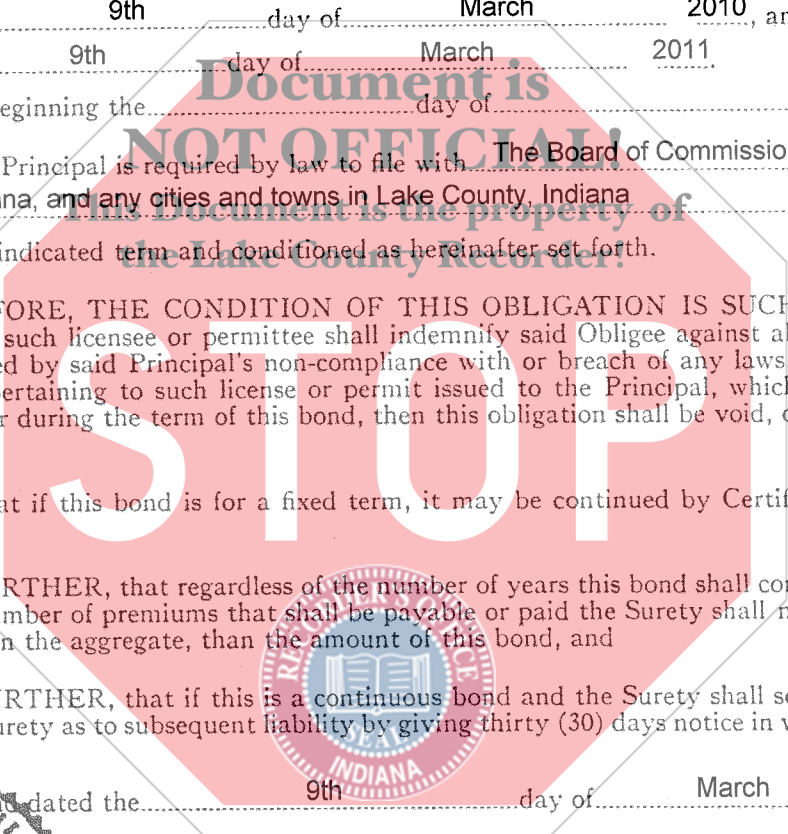 9th day of March 2010, an
9th day of March 2011
eginning the day of
Principal is required by law to file with The Board of Commissio
na, and any cities and towns in Lake County, Indiana
indicated term and conditioned as hereinafter set forth.
FORE, THE CONDITION OF THIS OBLIGATION IS SUCH
such licensee or permittee shall indemnify said Obligee against al
ed by said Principal's non-compliance with or breach of any laws
ertaining to such license or permit issued to the Principal, which
r during the term of this bond, then this obligation shall be void, o
at if this bond is for a fixed term, it may be continued by Certif
RTHER, that regardless of the number of years this bond shall con
mber of premiums that shall be payable or paid the Surety shall n
n the aggregate, than the amount of this bond, and
RTHER, that if this is a continuous bond and the Surety shall so
urety as to subsequent liability by giving thirty (30) days notice in w
dated the 9th day of March
Document is
NOT OFFICIAL!
This Document is the property of
the Lake County Recorder!
STOP
RECORDER'S OFFICE
SEAL
INDIANA